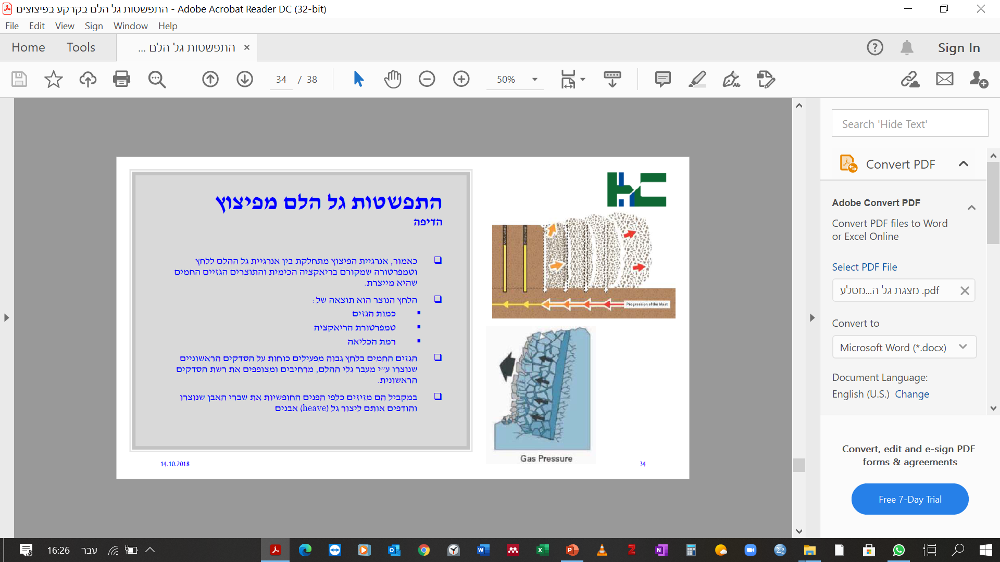 התפשטות גל הלם בקרקע בפיצוצים - Adobe Acrobat Reader DC (32-bit)
File Edit View Sign Window Help
Home Tools
התפשטות גל הלם ...
Sign In
34 / 38
50%
Search 'Hide Text'
Convert PDF
Adobe Convert PDF
Convert PDF files to Word
or Excel Online
Select PDF File
מצגת גל ה...מסלע .pdf
Convert to
Microsoft Word (*.docx)
Document Language:
English (U.S.) Change
Convert, edit and e-sign PDF
forms & agreements
Free 7-Day Trial
התפשטות גל הלם מפיצוץ
הדיפה
כאמור, אנרגיית הפיצוץ מתחלקת בין אנרגיית גל ההלם ללחץ
וטמפרטורה שמקורם בריאקציה הכימית והתוצרים הגזיים החמים
שהיא מייצרת.
הלחץ הנוצר הוא תוצאה של :
כמות הגזים
טמפרטורת הריאקציה
רמת הכליאה
הגזים החמים בלחץ גבוה מפעילים כוחות על הסדקים הראשוניים
שנוצרו ע״י מעבר גלי ההלם, מרחיבים ומצופפים את רשת הסדקים
הראשונית.
במקביל הם מזיזים כלפי הפנים החופשיות את שברי האבן שנוצרו
והודפים אותם ליצור גל (heave) אבנים
Progression of the blast
Gas Pressure
14.10.2018
34
16:26
עבר